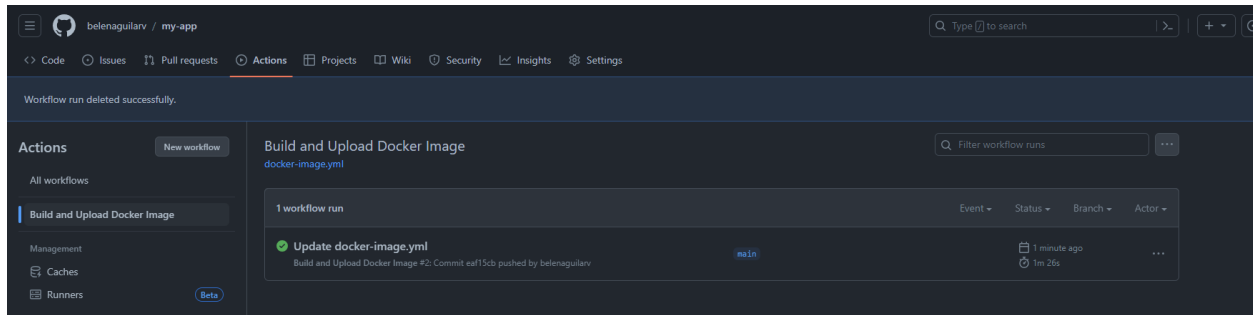 belenaguilarv / my-app
Type / to search
Code Issues Pull requests Actions Projects Wiki Security Insights Settings
Workflow run deleted successfully.
Actions
New workflow
All workflows
Build and Upload Docker Image
Management
Caches
Runners
Beta
Build and Upload Docker Image
docker-image.yml
Filter workflow runs
1 workflow run
Event Status Branch Actor
Update docker-image.yml
Build and Upload Docker Image #2: Commit eaf15cb pushed by belenaguilarv
main
1 minute ago
1m 26s